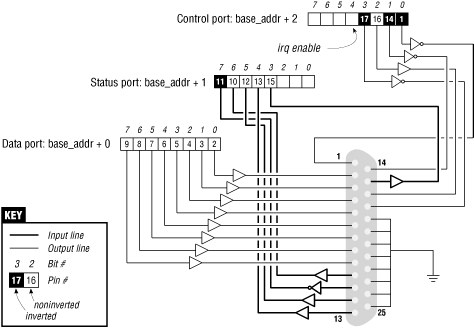 7 6 5 4 3 2 1 0
Control port: base_addr + 2
17 16 14 1
irq enable
7 6 5 4 3 2 1 0
Status port: base_addr + 1
11 10 12 13 15
7 6 5 4 3 2 1 0
Data port: base_addr + 0
9 8 7 6 5 4 3 2
1
14
KEY
Input line
Output line
3 2 Bit #
17 16 Pin #
noninverted
inverted
13
25